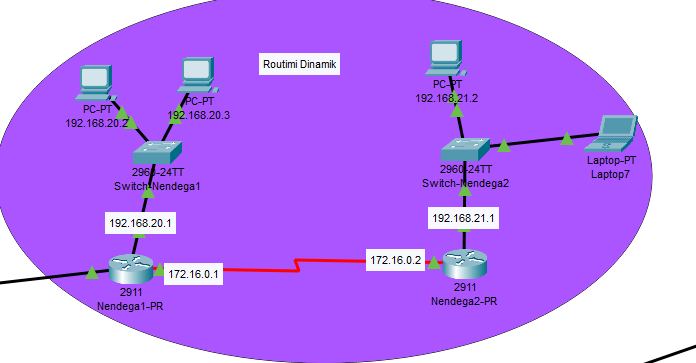 Routimi Dinamik
PC-PT
192.168.20.2
PC-PT
192.168.20.3
PC-PT
192.168.21.2
2960-24TT
Switch-Nendega1
2960-24TT
Switch-Nendega2
Laptop-PT
Laptop7
192.168.20.1
192.168.21.1
172.16.0.1
172.16.0.2
2911
Nendega1-PR
2911
Nendega2-PR